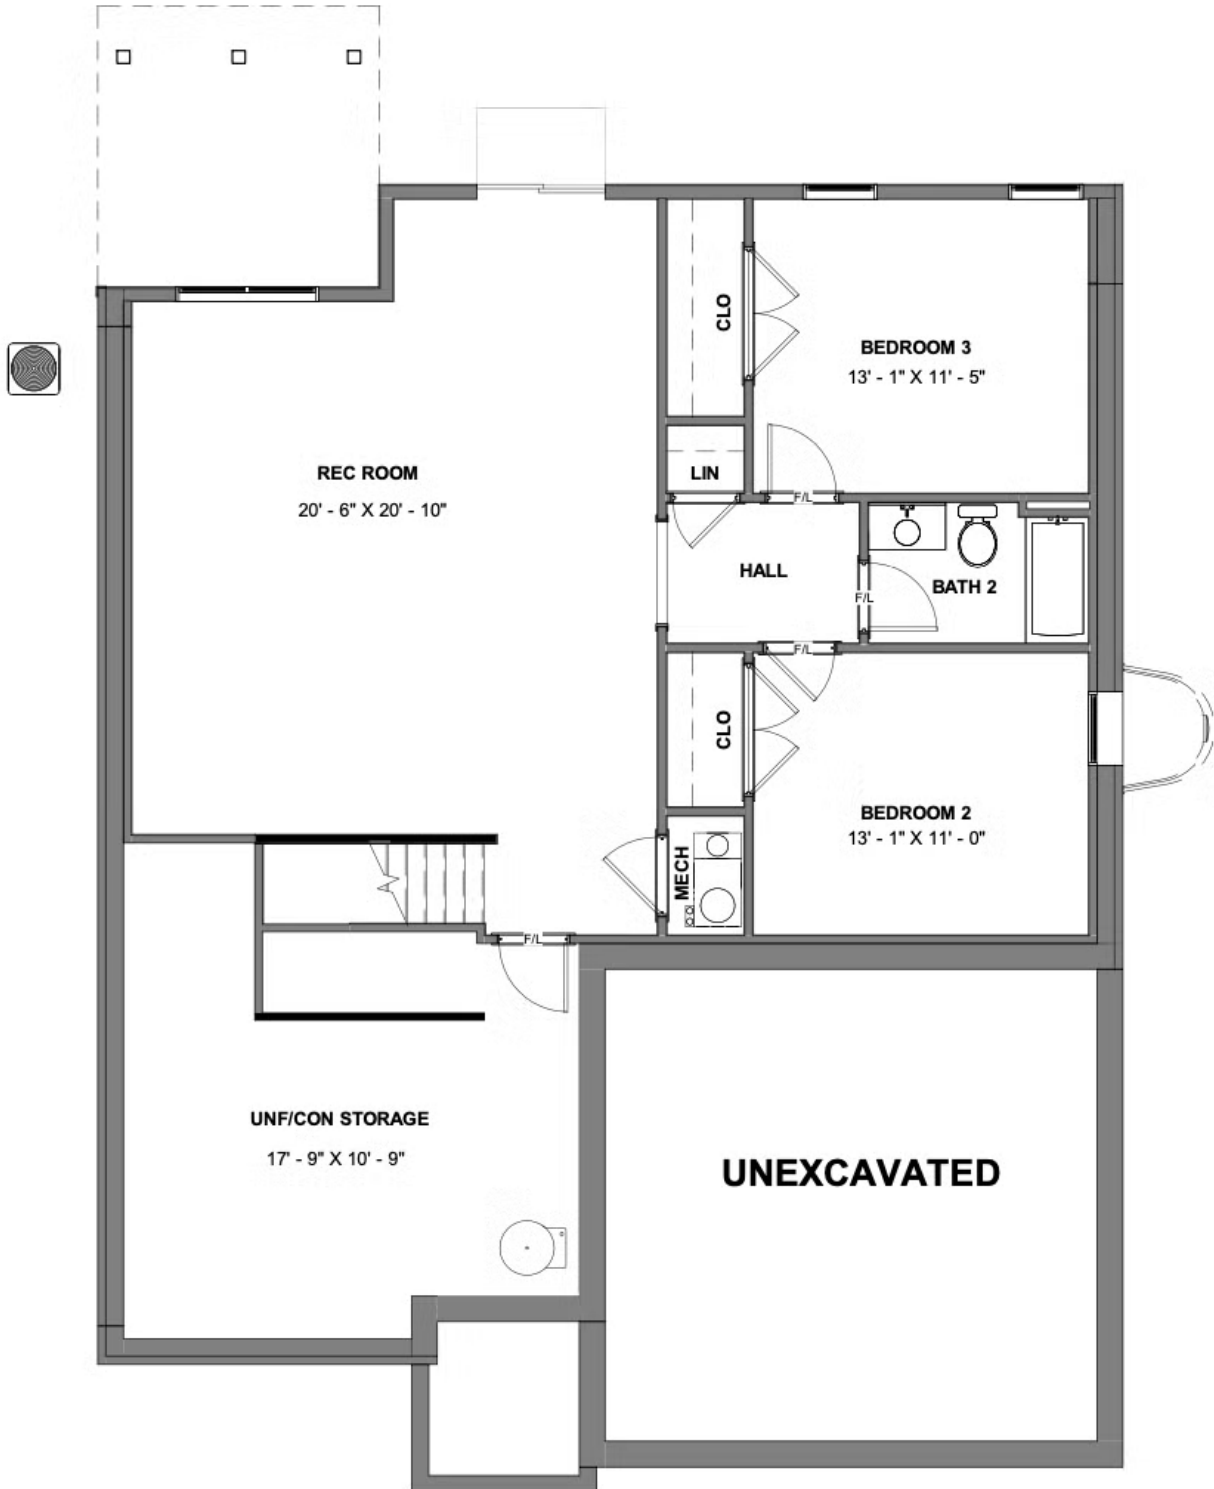 CLO
BEDROOM 3
13' - 1" X 11' - 5"
REC ROOM
20' - 6" X 20' - 10"
LIN
F/L
HALL
BATH 2
F/L
F/L
CLO
BEDROOM 2
13' - 1" X 11' - 0"
MECH
F/L
UNF/CON STORAGE
17' - 9" X 10' - 9"
UNEXCAVATED